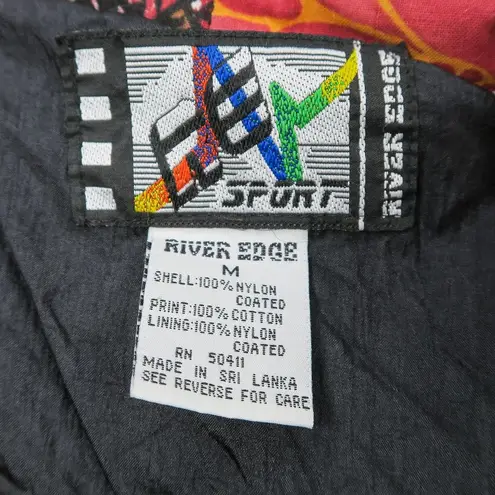 SPORT
RIVER EDGE
RIVER EDGE
M
SHELL:100% NYLON
COATED
PRINT:100% COTTON
LINING:100% NYLON
COATED
RN 50411
MADE IN SRI LANKA
SEE REVERSE FOR CARE